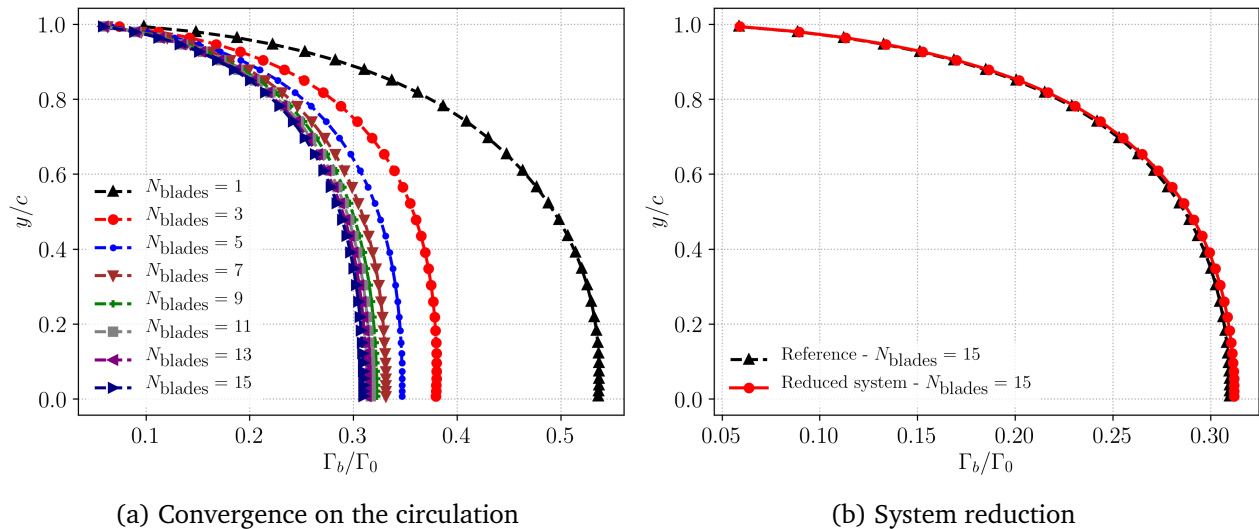 1.0
0.8
0.6
0.4
0.2
0.0
y/c
N_blades = 1
N_blades = 3
N_blades = 5
N_blades = 7
N_blades = 9
N_blades = 11
N_blades = 13
N_blades = 15
0.1 0.2 0.3 0.4 0.5
Γ_b/Γ_0
(a) Convergence on the circulation
1.0
0.8
0.6
0.4
0.2
0.0
y/c
Reference - N_blades = 15
Reduced system - N_blades = 15
0.05 0.10 0.15 0.20 0.25 0.30
Γ_b/Γ_0
(b) System reduction